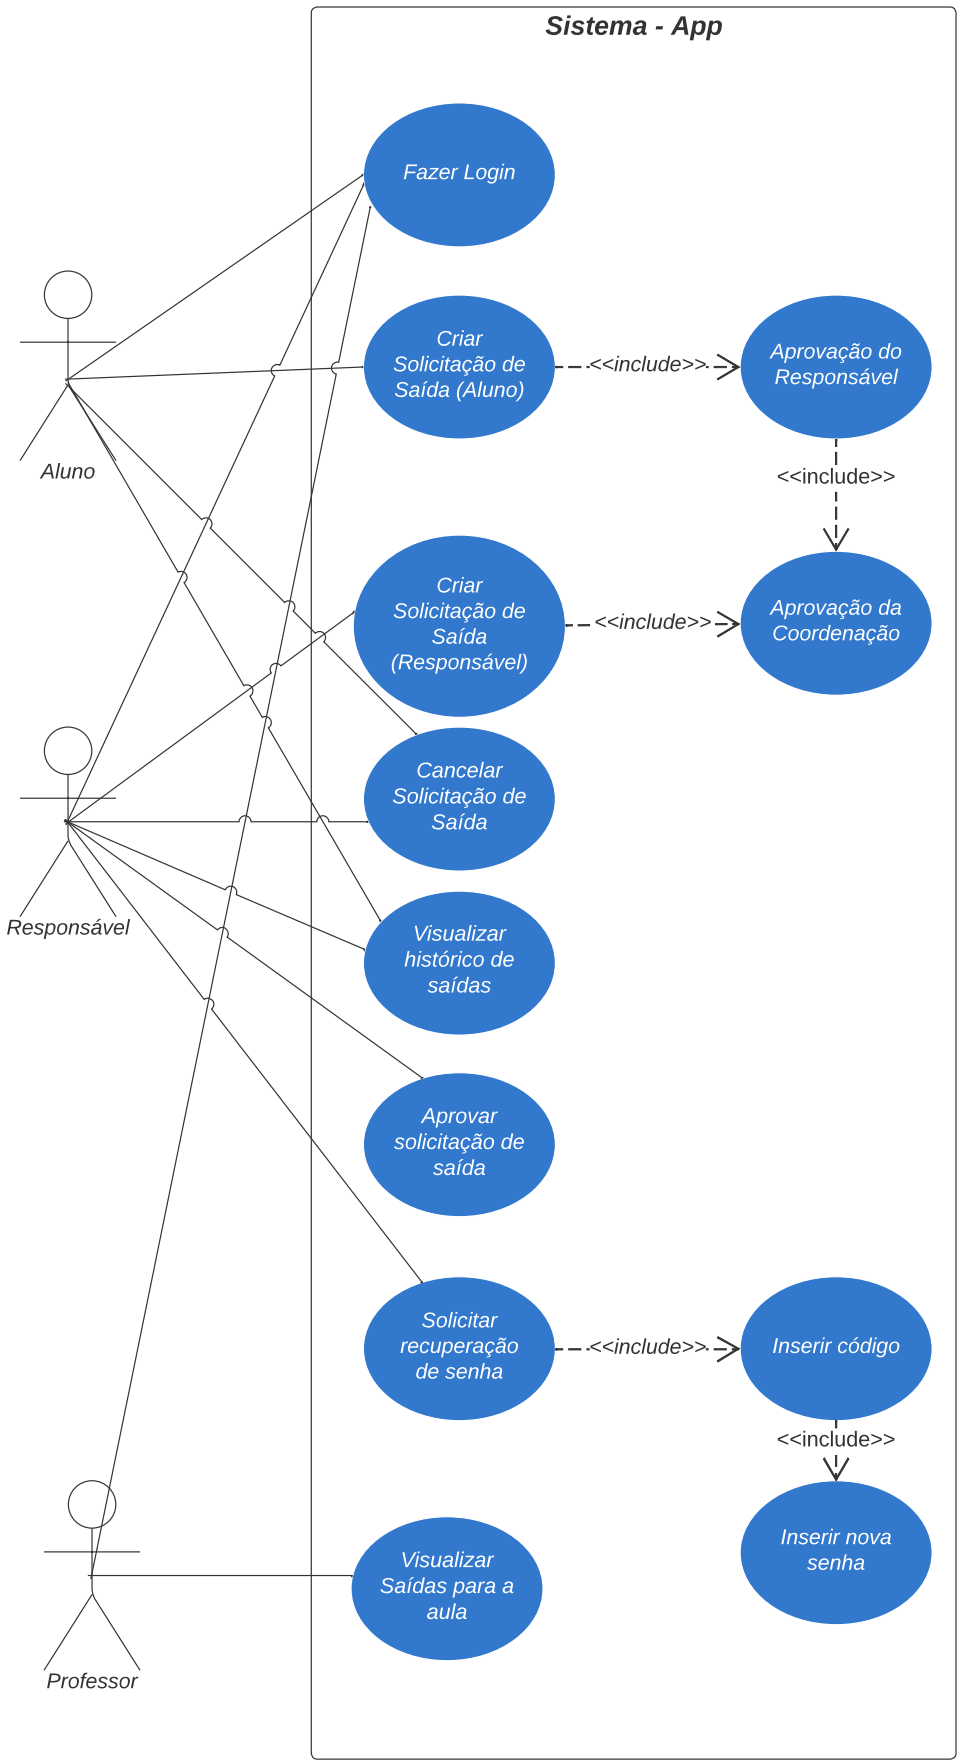 Sistema - App
Fazer Login
Criar
Solicitação de
Saída (Aluno)
<<include>>
Aprovação do
Responsável
Aluno
<<include>>
Criar
Solicitação de
Saída
(Responsável)
<<include>>
Aprovação da
Coordenação
Cancelar
Solicitação de
Saída
Responsável
Visualizar
histórico de
saídas
Aprovar
solicitação de
saída
Solicitar
recuperação
de senha
<<include>>
Inserir código
<<include>>
Inserir nova
senha
Visualizar
Saídas para a
aula
Professor